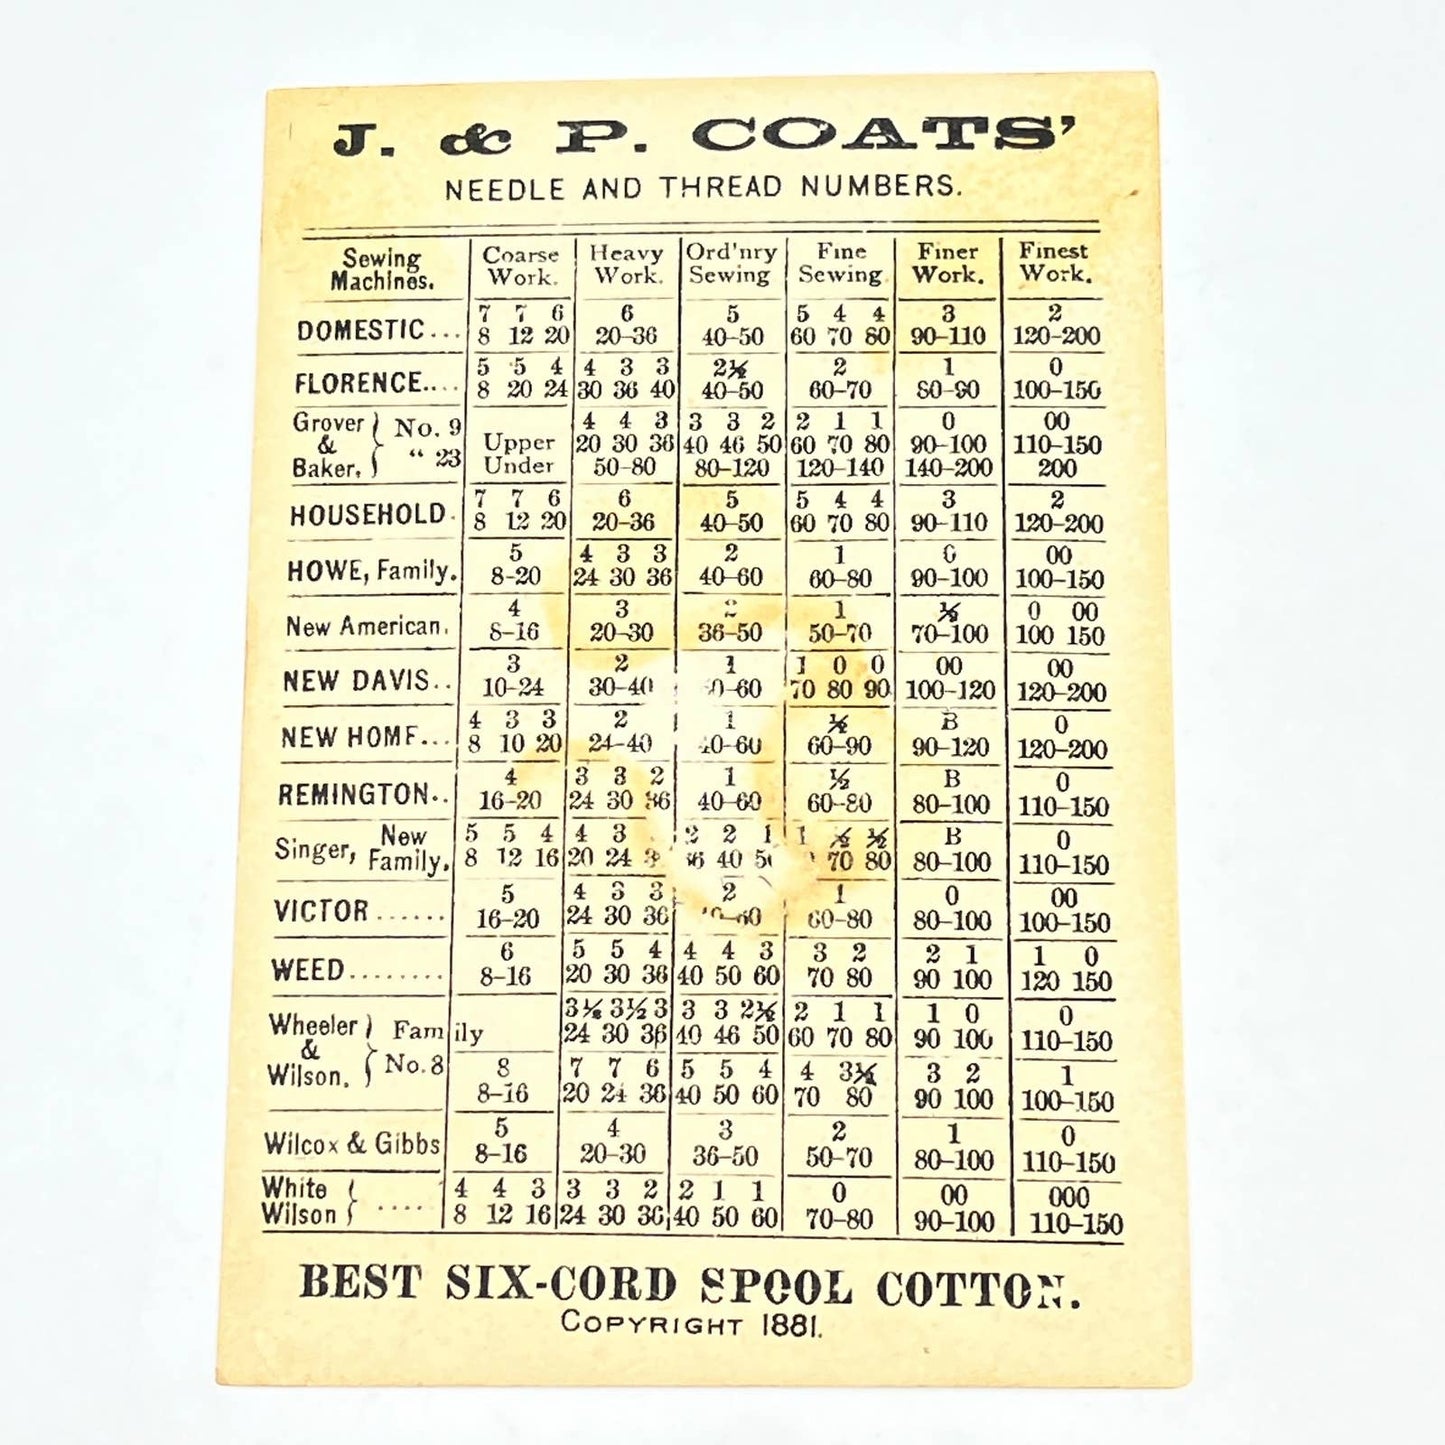 J. & P. COATS'
NEEDLE AND THREAD NUMBERS.
Sewing Machines. Coarse Work. Heavy Work. Ord'nry Sewing Fine Sewing. Finer Work. Finest Work.
DOMESTIC... 7 7 6 6 5 5 4 4 3 2
8 12 20 20–36 40–50 60 70 80 90–110 120–200
FLORENCE.... 5 5 4 4 3 3 2½ 2 1 0
8 20 24 30 36 40 40–50 60–70 80–90 100–150
Grover & Baker, { No. 9 4 4 3 3 3 2 2 1 1 0 00
" 23 Upper 20 30 36 40 46 50 60 70 80 90–100 110–150
Under 50–80 80–120 120–140 140–200 200
HOUSEHOLD. 7 7 6 6 5 5 4 4 3 2
8 12 20 20–36 40–50 60 70 80 90–110 120–200
HOWE, Family. 5 4 3 3 2 1 0 00
8-20 24 30 36 40–60 60–80 90–100 100–150
New American. 4 3 2 1 ½ 0 00
8–16 20–30 36–50 50–70 70–100 100 150
NEW DAVIS.. 3 2 1 1 0 0 00 00
10–24 30–40 –60 70 80 90 100–120 120–200
NEW HOME... 4 3 3 2 1 ½ B 0
8 10 20 24–40 40–60 60–90 90–120 120–200
REMINGTON.. 4 3 3 2 1 ½ B 0
16–20 24 30 36 40–60 60–80 80–100 110–150
Singer, New Family. 5 5 4 4 3 2 2 1 1 ½ ½ B 0
8 12 16 20 24 36 40 50 70 80 80–100 110–150
VICTOR...... 5 4 3 3 2 1 0 00
16–20 24 30 36 –60 60–80 80–100 100–150
WEED........ 6 5 5 4 4 4 3 3 2 2 1 1 0
8–16 20 30 36 40 50 60 70 80 90 100 120 150
Wheeler & Wilson. } Family 3½ 3½ 3 3 3 2½ 2 1 1 1 0 0
24 30 36 40 46 50 60 70 80 90 100 110–150
No. 8 8 7 7 6 5 5 4 4 3½ 3 2 1
8–16 20 24 36 40 50 60 70 80 90 100 100–150
Wilcox & Gibbs 5 4 3 2 1 0
8–16 20–30 36–50 50–70 80–100 110–150
White 4 4 3 3 3 2 2 1 1 0 00 000
Wilson } ..... 8 12 16 24 30 36 40 50 60 70–80 90–100 110–150
BEST SIX-CORD SPOOL COTTON.
COPYRIGHT 1881.